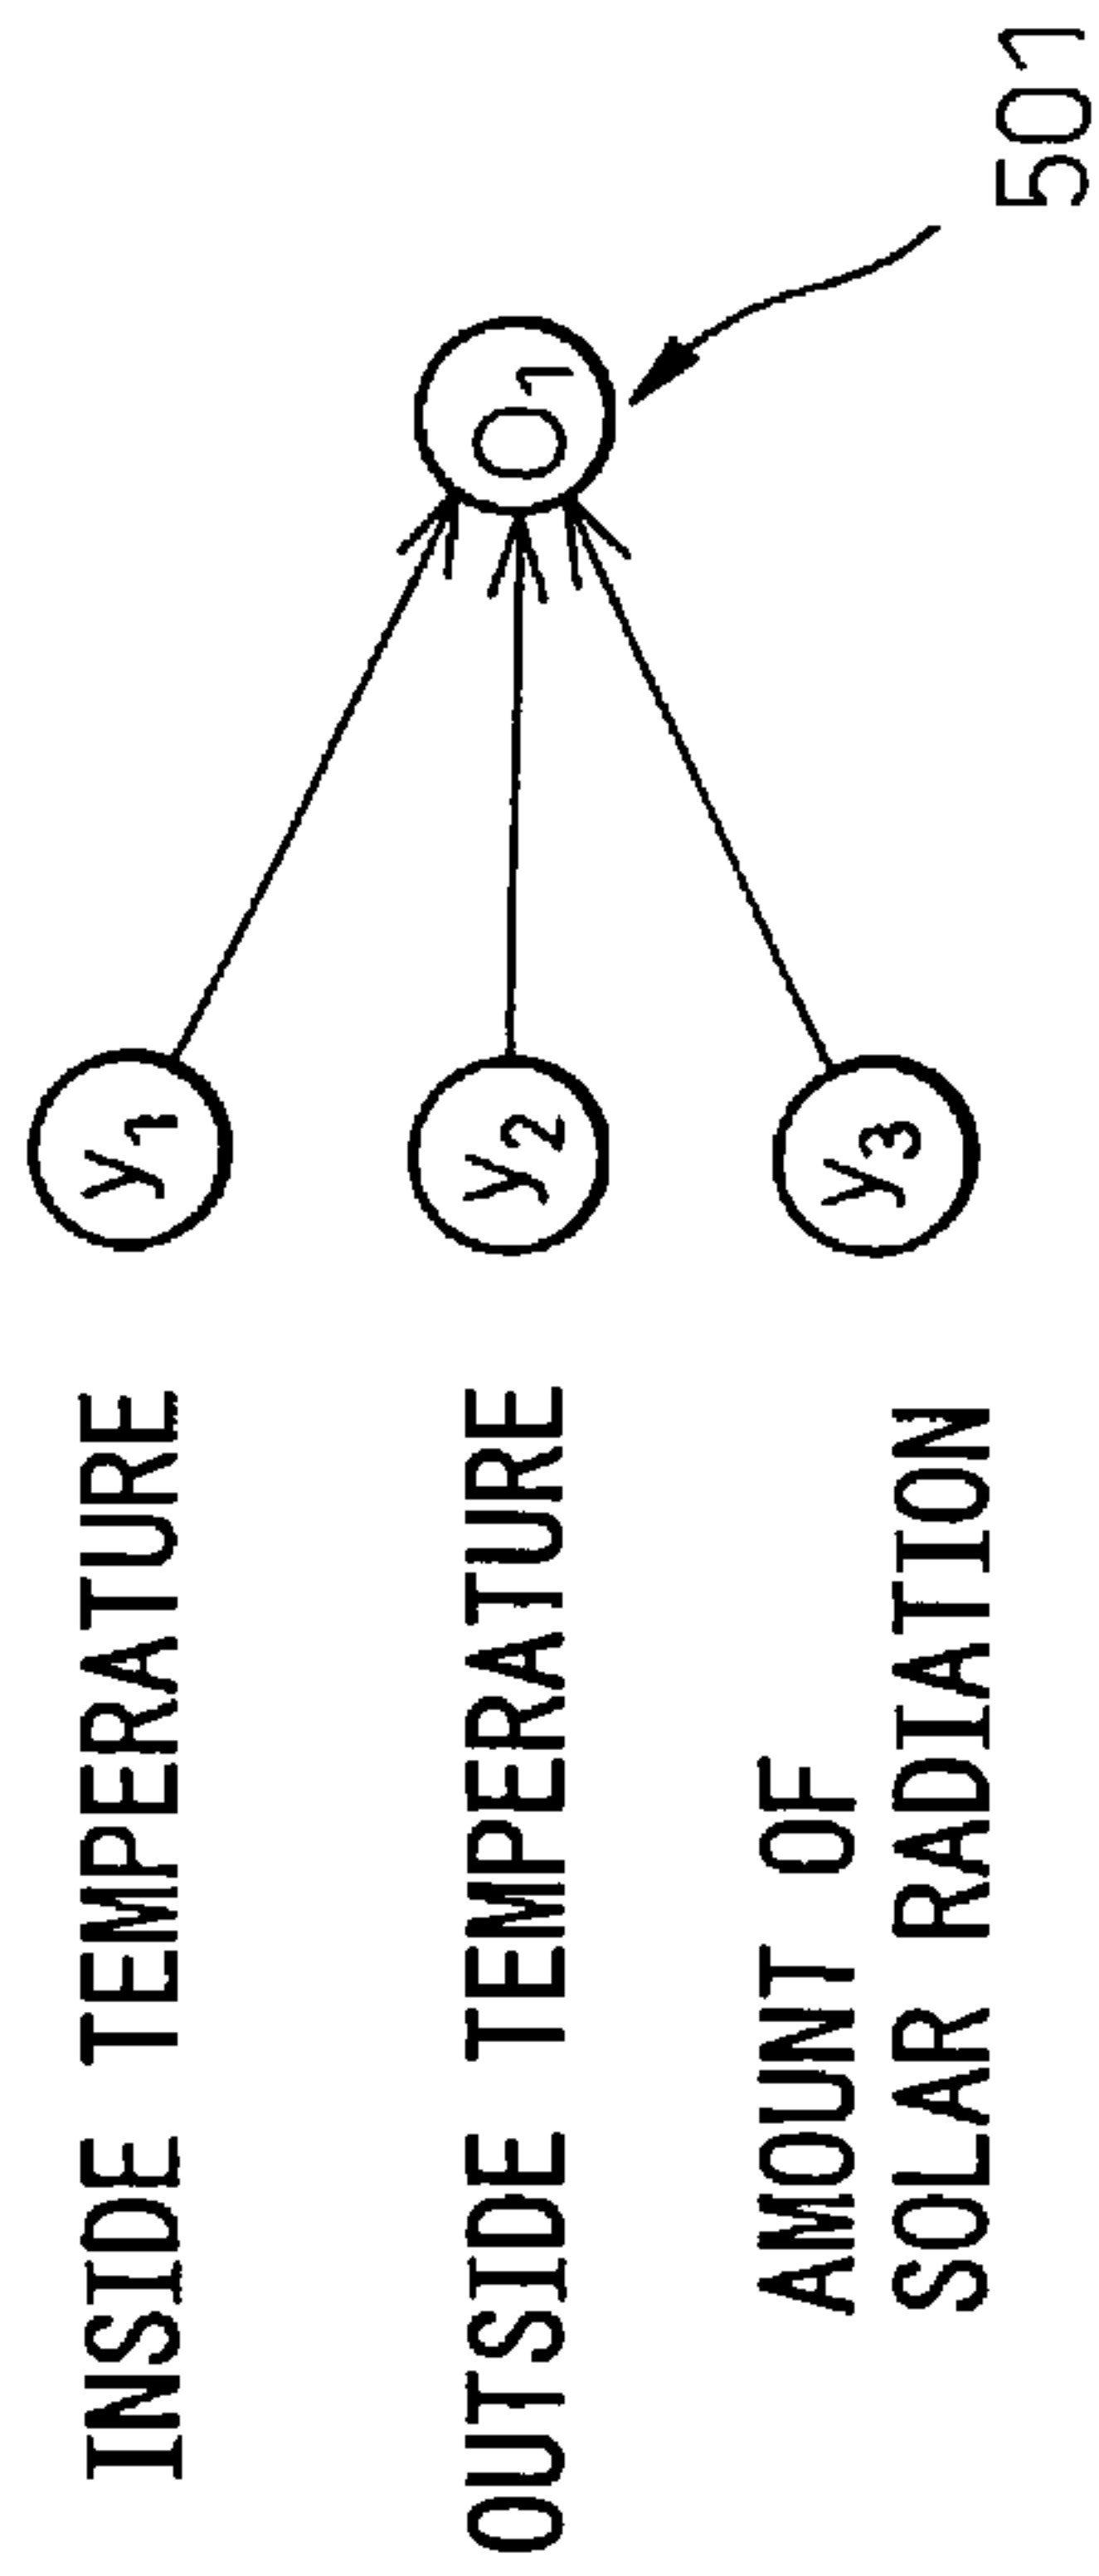 INSIDE TEMPERATURE
y1
OUTSIDE TEMPERATURE
y2
AMOUNT OF
SOLAR RADIATION
y3
O1
501